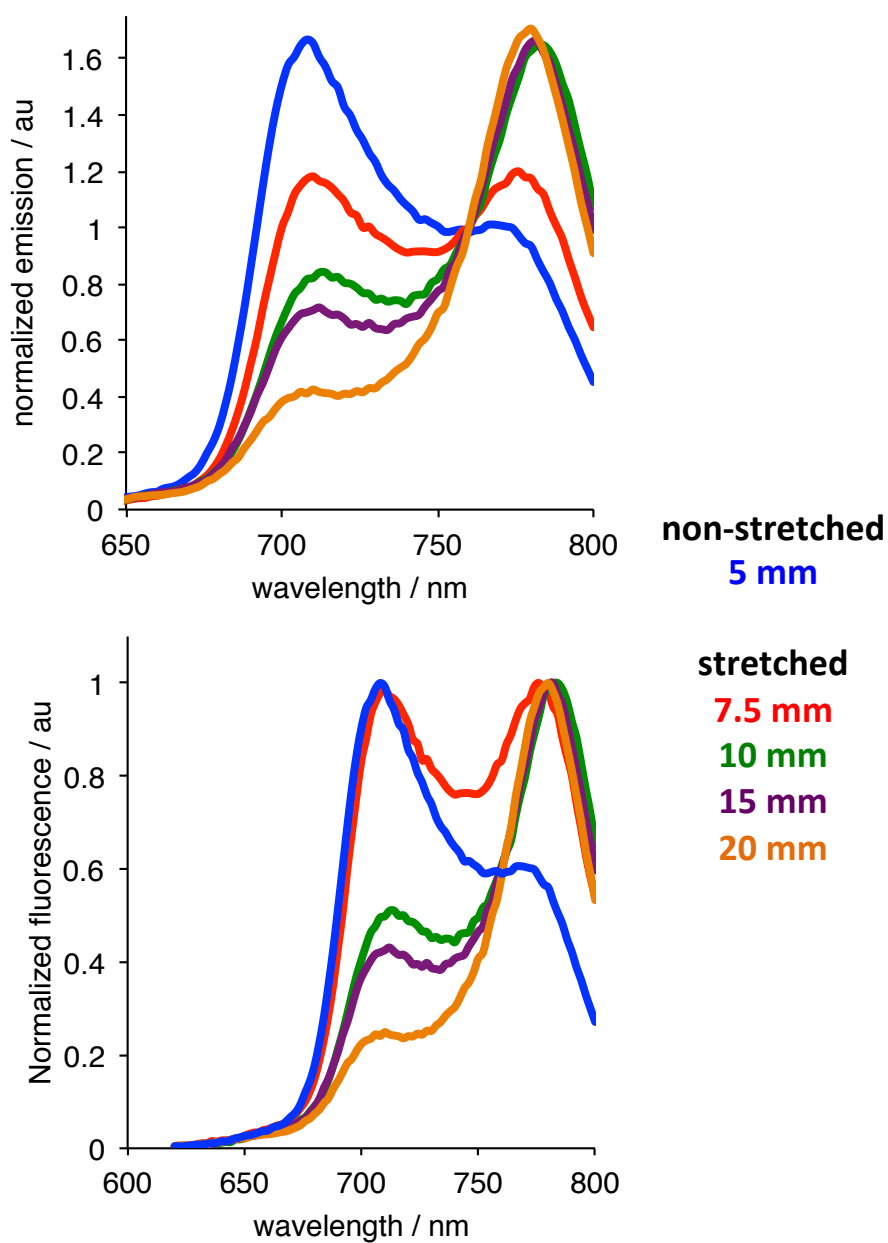 normalized emission / au
1.6
1.4
1.2
1
0.8
0.6
0.4
0.2
0
650 700 750 800
wavelength / nm
non-stretched
5 mm
stretched
7.5 mm
10 mm
15 mm
20 mm
Normalized fluorescence / au
1
0.8
0.6
0.4
0.2
0
600 650 700 750 800
wavelength / nm